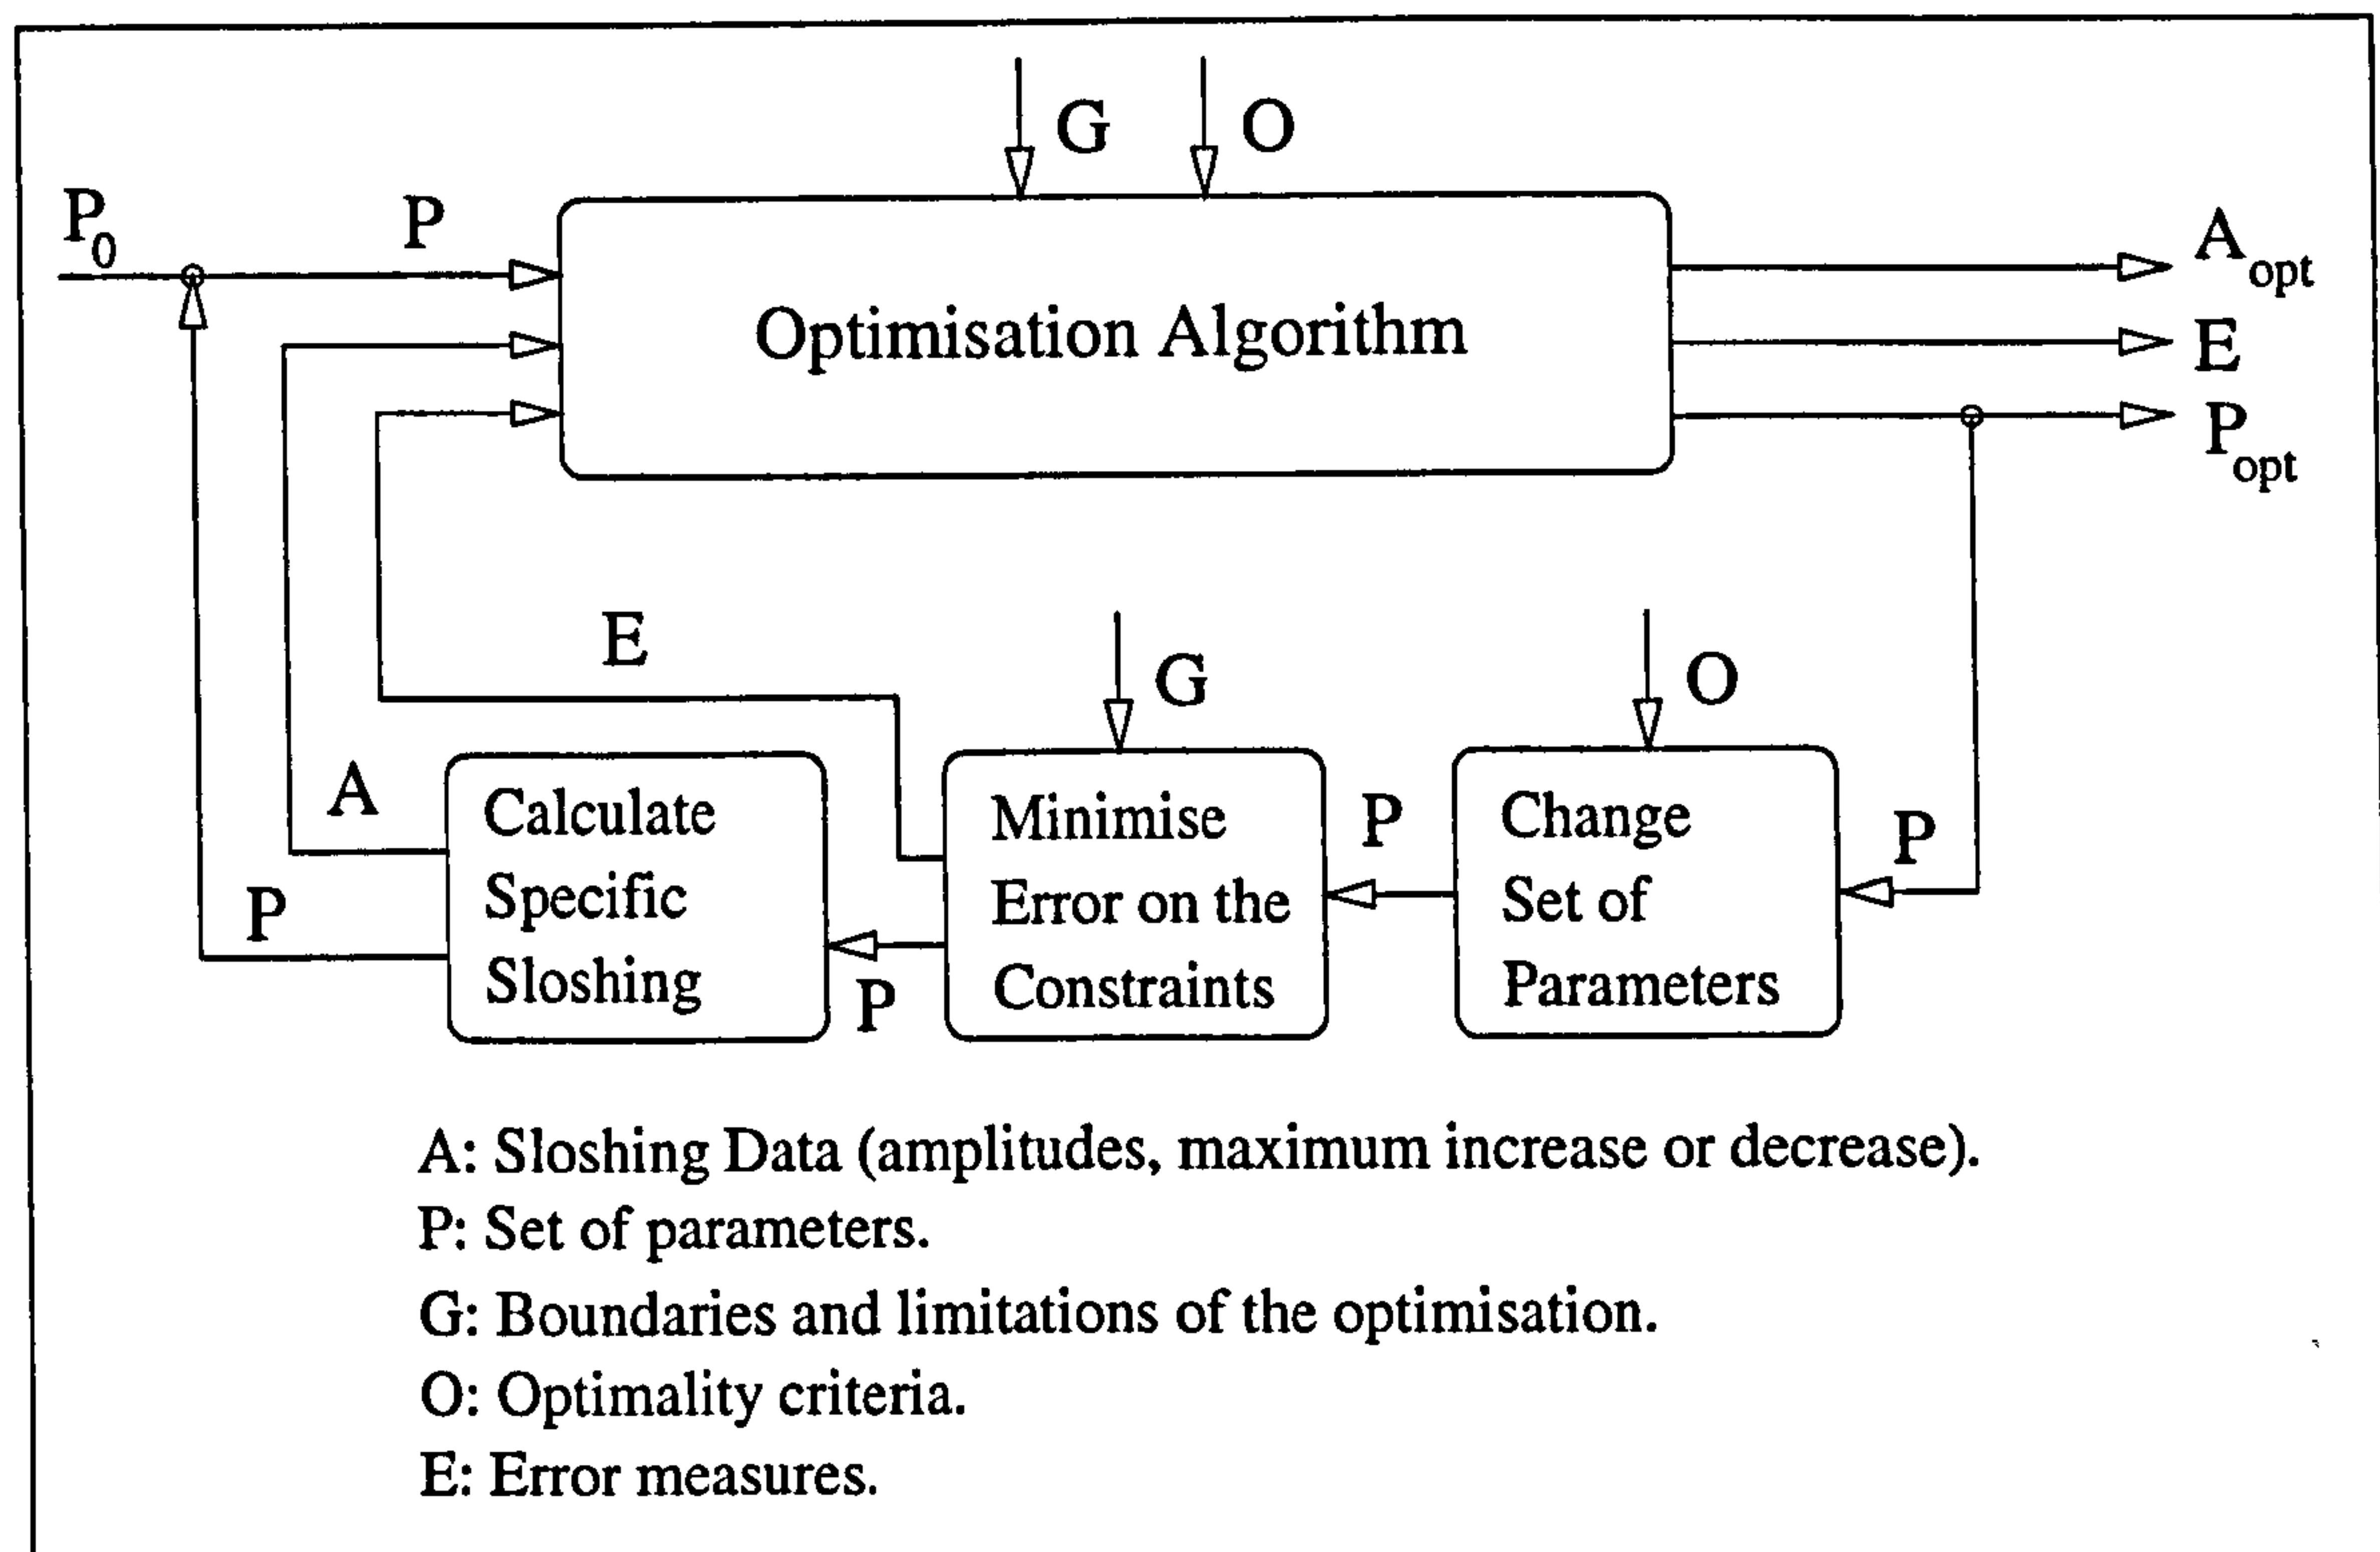 G
O
P0
P
Aopt
Optimisation Algorithm
E
Popt
E
G
O
A
Calculate
Specific
Sloshing
Minimise
Error on the
Constraints
P
Change
Set of
Parameters
P
P
P
A: Sloshing Data (amplitudes, maximum increase or decrease).
P: Set of parameters.
G: Boundaries and limitations of the optimisation.
O: Optimality criteria.
E: Error measures.